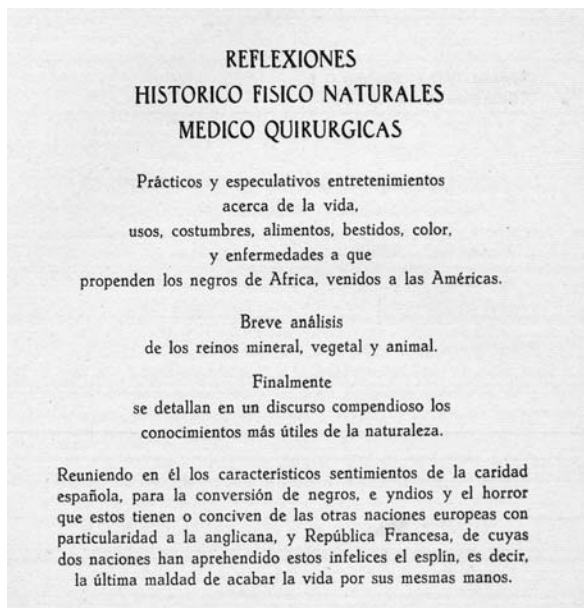 REFLEXIONES
HISTORICO FISICO NATURALES
MEDICO QUIRURGICAS
Prácticos y especulativos entretenimientos
acerca de la vida,
usos, costumbres, alimentos, bestidos, color,
y enfermedades a que
propenden los negros de Africa, venidos a las Américas.
Breve análisis
de los reinos mineral, vegetal y animal.
Finalmente
se detallan en un discurso compendioso los
conocimientos más útiles de la naturaleza.
Reuniendo en él los característicos sentimientos de la caridad
española, para la conversión de negros, e yndios y el horror
que estos tienen o conciven de las otras naciones europeas con
particularidad a la anglicana, y República Francesa, de cuyas
dos naciones han aprehendido estos infelices el esplin, es decir,
la última maldad de acabar la vida por sus mesmas manos.